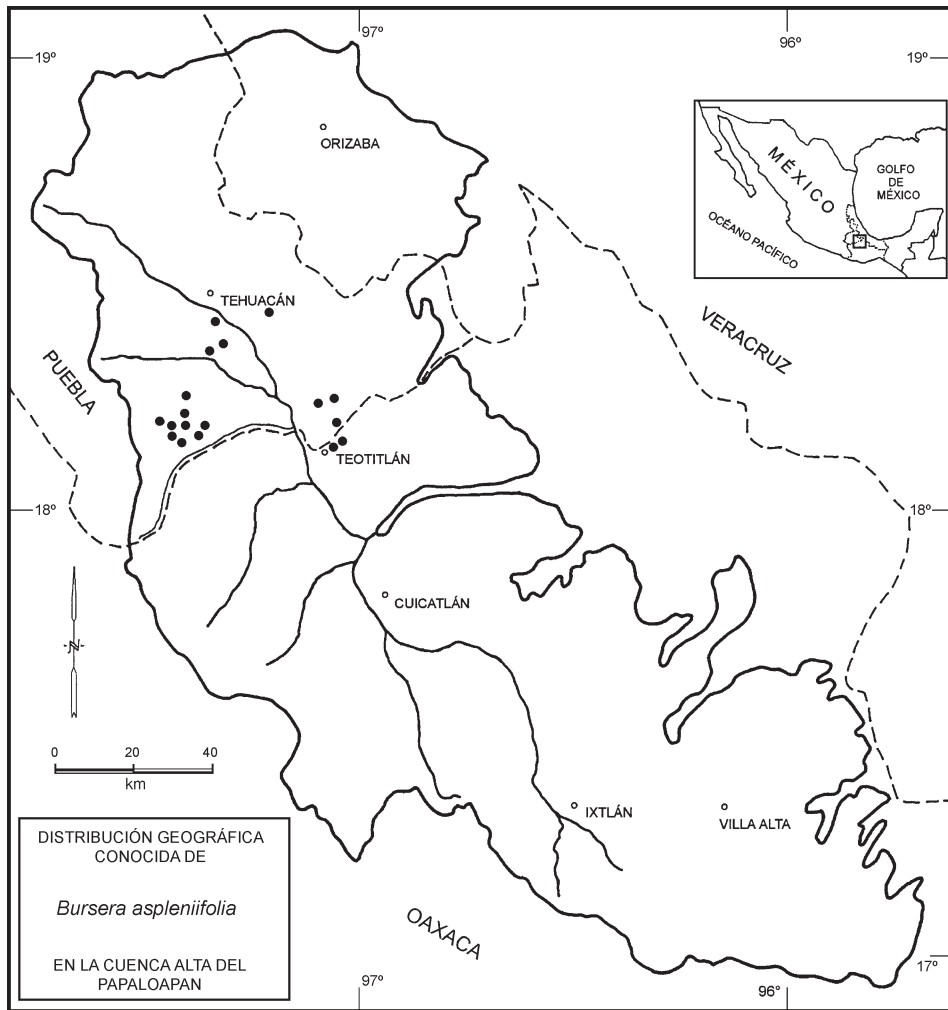 97º
96º
19º
19º
ORIZABA
MÉXICO
GOLFO
DE
MÉXICO
OCÉANO PACÍFICO
TEHUACÁN
VERACRUZ
PUEBLA
TEOTITLÁN
18º
18º
CUICATLÁN
N
0 20 40
km
IXTLÁN
VILLA ALTA
DISTRIBUCIÓN GEOGRÁFICA
CONOCIDA DE
Bursera aspleniifolia
EN LA CUENCA ALTA DEL
PAPALOAPAN
OAXACA
17º
97º
96º